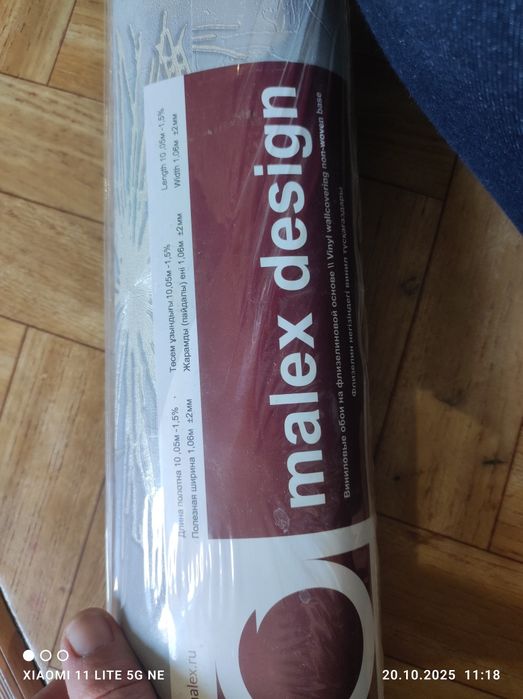 malex design
Виниловые обои на флизелиновой основе \\ Vinyl wallcovering non-woven base
Флизелин негізіндегі винил тұсқағаздары
Длина полотна 10 ,05м -1,5%
Полезная ширина 1,06м ±2мм
Төсем ұзындығы 10,05м -1,5%
Жарамды (пайдалы) ені 1,06м ±2мм
Length 10 ,05м -1,5%
Width 1,06м ±2мм
alex.ru
XIAOMI 11 LITE 5G NE
20.10.2025 11:18